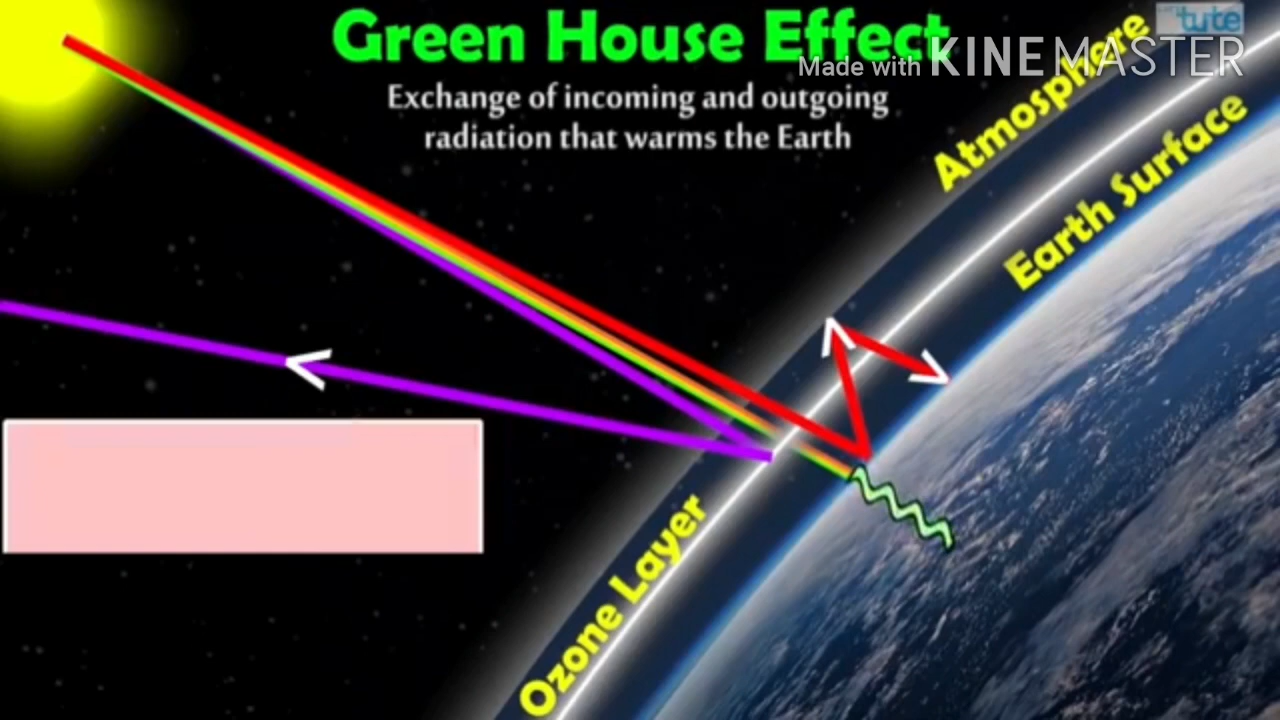 Green House Effect
Made with KINEMASTER
Exchange of incoming and outgoing
radiation that warms the Earth
tute
Atmosphere
Earth Surface
Ozone Layer